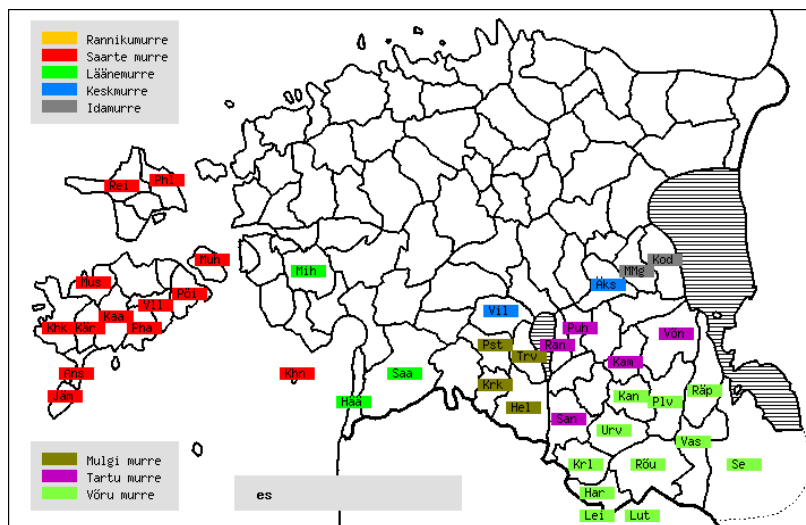 Rannikumurre
Saarte murre
Läänemurre
Keskmurre
Idamurre
Rei
Phl
Muh
Kod
MMg
Mih
Mus
Äks
Pöi
Vll
Vil
Kaa
Khk
Kär
Pha
Puh
Võn
Pst
Ran
Trv
Kam
Ans
Khn
Saa
Krk
Räp
Jäm
Kan
Plv
Hää
Hel
San
Urv
Vas
Krl
Rõu
Se
Har
Lei
Lut
Mulgi murre
Tartu murre
Võru murre
es